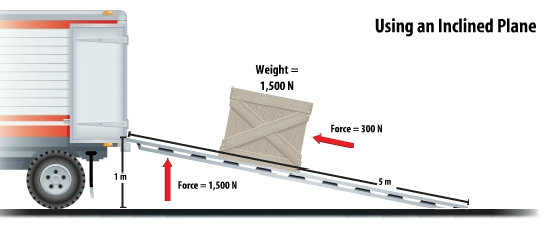 Using an Inclined Plane
Weight =
1,500 N
Force = 300 N
1 m
Force = 1,500 N
5 m